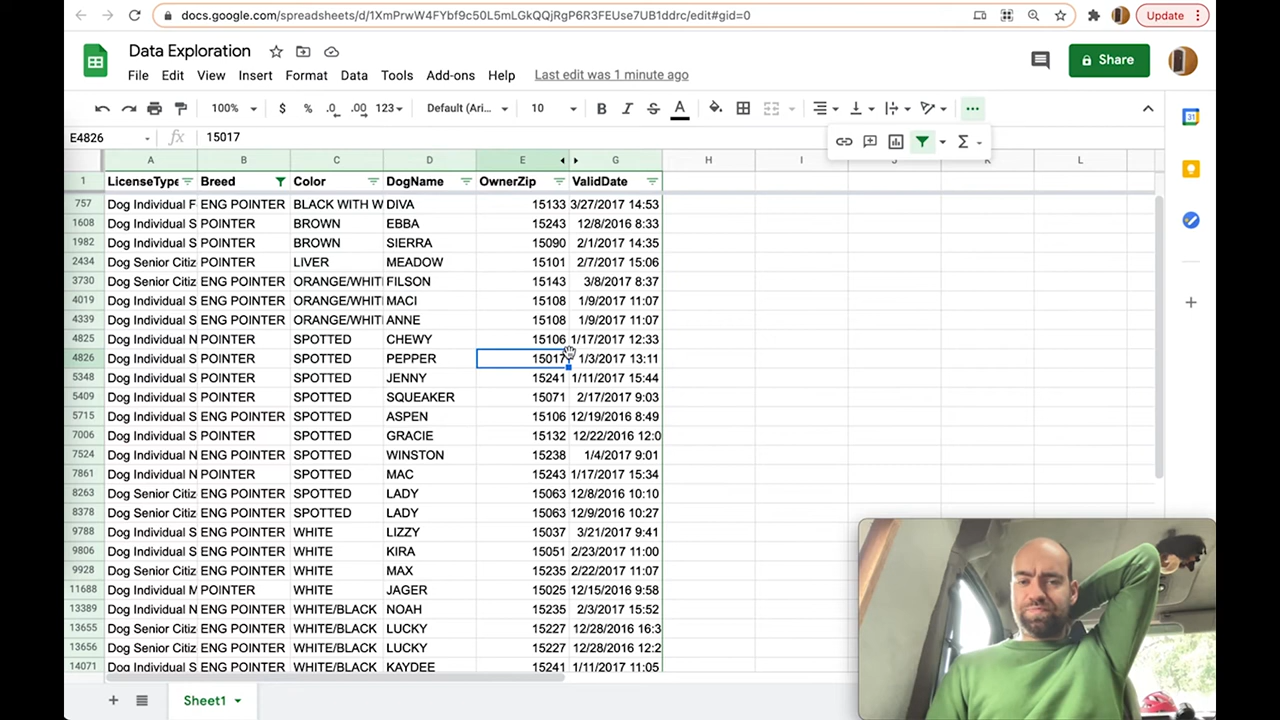 docs.google.com/spreadsheets/d/1XmPrwW4FYbf9c50L5mLGkQQjRgP6R3FEUse7UB1ddrc/edit#gid=0
Update
Data Exploration
File Edit View Insert Format Data Tools Add-ons Help Last edit was 1 minute ago
Share
100% $ % .0 .00 123 Default (Ari... 10 B I S A
E4826 fx 15017
A B C D E G H I J K L
1 LicenseType Breed Color DogName OwnerZip ValidDate
757 Dog Individual F ENG POINTER BLACK WITH W DIVA 15133 3/27/2017 14:53
1608 Dog Individual S POINTER BROWN EBBA 15243 12/8/2016 8:33
1982 Dog Individual S POINTER BROWN SIERRA 15090 2/1/2017 14:35
2434 Dog Senior Citiz POINTER LIVER MEADOW 15101 2/7/2017 15:06
3730 Dog Individual S ENG POINTER ORANGE/WHIT FILSON 15143 3/8/2017 8:37
4019 Dog Individual S ENG POINTER ORANGE/WHIT MACI 15108 1/9/2017 11:07
4339 Dog Individual S ENG POINTER ORANGE/WHIT ANNE 15108 1/9/2017 11:07
4825 Dog Individual N POINTER SPOTTED CHEWY 15106 1/17/2017 12:33
4826 Dog Individual S POINTER SPOTTED PEPPER 15017 1/3/2017 13:11
5348 Dog Individual S POINTER SPOTTED JENNY 15241 1/11/2017 15:44
5409 Dog Individual S POINTER SPOTTED SQUEAKER 15071 2/17/2017 9:03
5715 Dog Individual S ENG POINTER SPOTTED ASPEN 15106 12/19/2016 8:49
7006 Dog Individual S POINTER SPOTTED GRACIE 15132 12/22/2016 12:0
7524 Dog Individual N ENG POINTER SPOTTED WINSTON 15238 1/4/2017 9:01
7861 Dog Individual N POINTER SPOTTED MAC 15243 1/17/2017 15:34
8263 Dog Senior Citiz ENG POINTER SPOTTED LADY 15063 12/8/2016 10:10
8378 Dog Senior Citiz ENG POINTER SPOTTED LADY 15063 12/9/2016 10:27
9788 Dog Individual S ENG POINTER WHITE LIZZY 15037 3/21/2017 9:41
9806 Dog Individual S ENG POINTER WHITE KIRA 15051 2/23/2017 11:00
9928 Dog Senior Citiz ENG POINTER WHITE MAX 15235 2/22/2017 11:07
11688 Dog Individual M POINTER WHITE JAGER 15025 12/15/2016 9:58
13389 Dog Individual N ENG POINTER WHITE/BLACK NOAH 15235 2/3/2017 15:52
13655 Dog Senior Citiz ENG POINTER WHITE/BLACK LUCKY 15227 12/28/2016 16:3
13656 Dog Senior Citiz ENG POINTER WHITE/BLACK LUCKY 15227 12/28/2016 12:2
14071 Dog Individual S ENG POINTER WHITE/BLACK KAYDEE 15241 1/11/2017 11:05
Sheet1